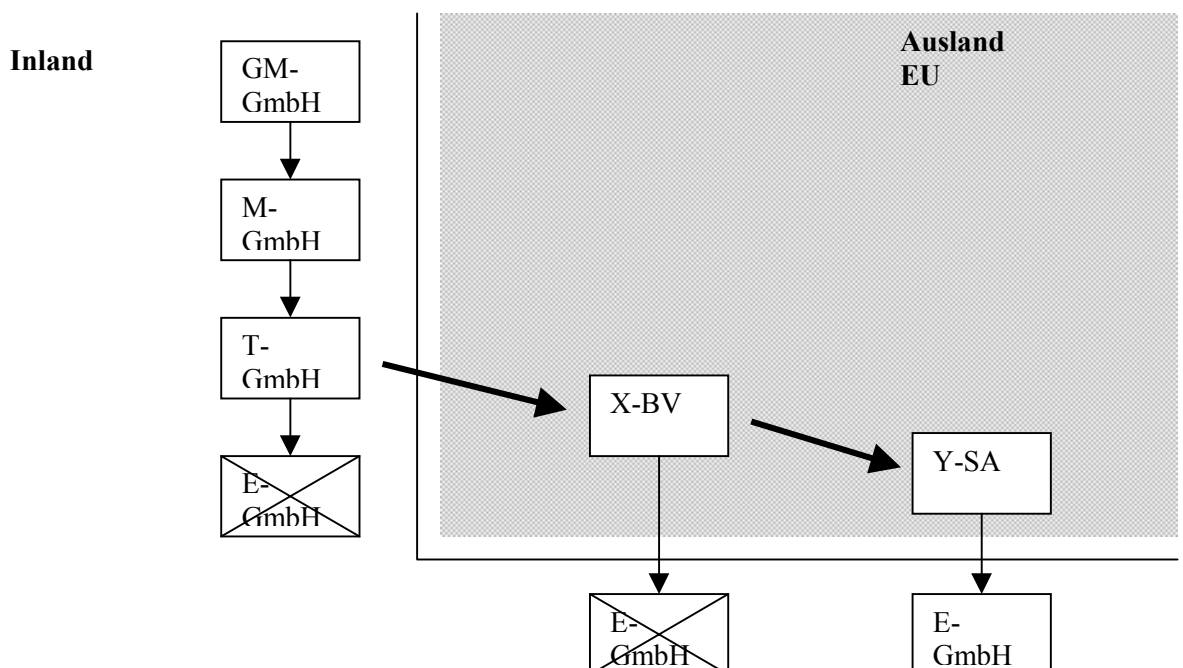 Inland
Ausland
EU
GM-
GmbH
M-
GmbH
T-
GmbH
E-
GmbH
X-BV
Y-SA
E-
GmbH
E-
GmbH